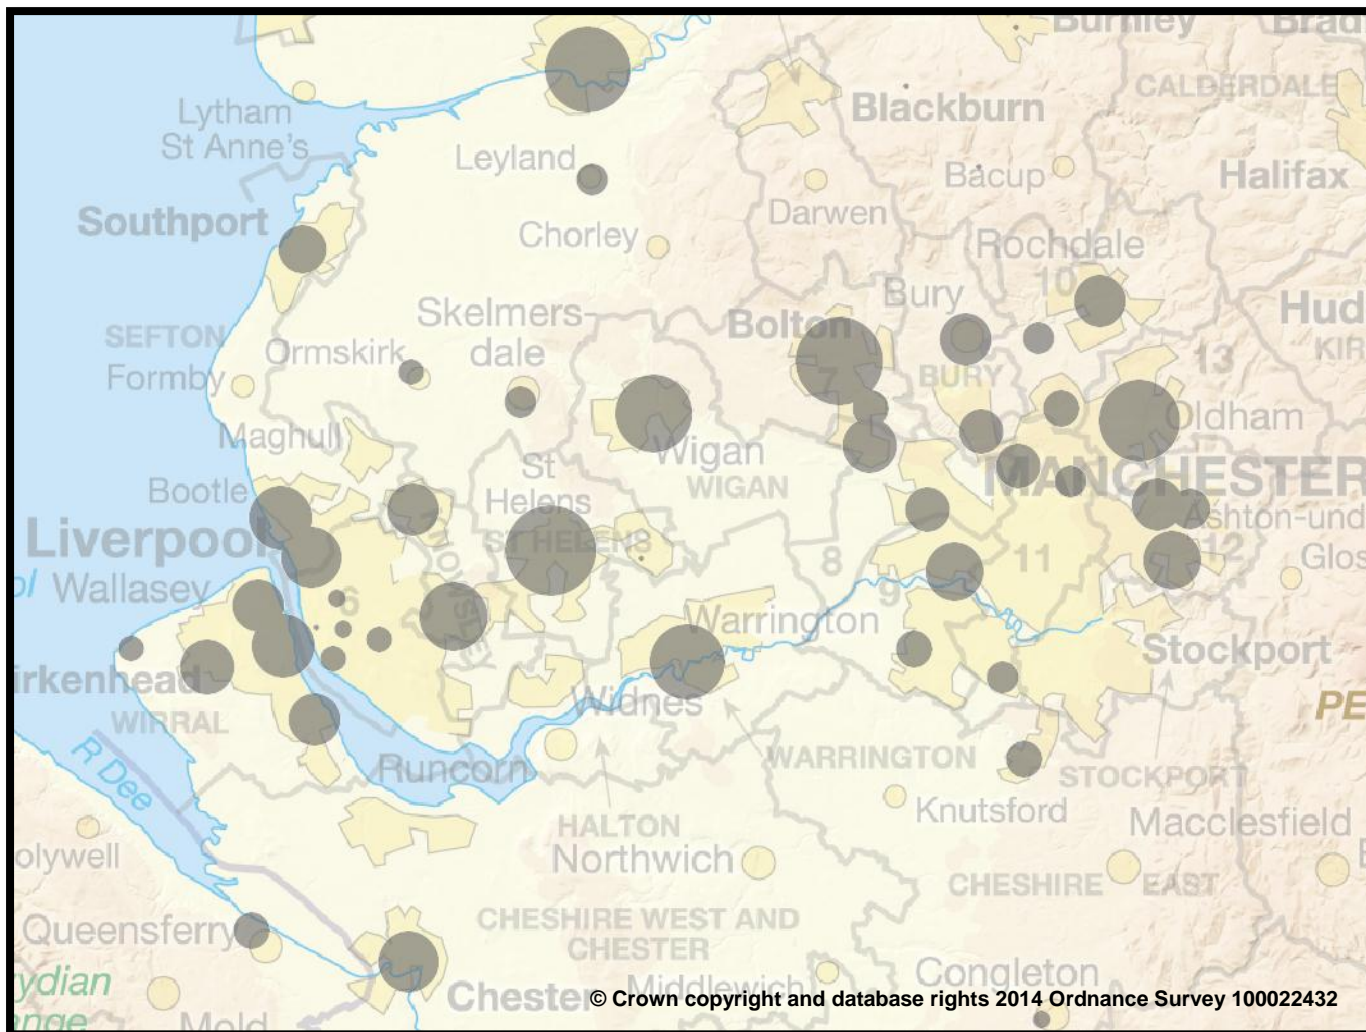 Burnley
Brad
CALDERDALE
Lytham
St Anne's
Blackburn
Leyland
Bacup
Halifax
Southport
Darwen
Chorley
Rochdale
10
Bury
Skelmers-
dale
Bolton
Hud
SEFTON
Ormskirk
KIR
13
Formby
7
BURY
Oldham
Maghull
Wigan
St
Helens
WIGAN
MANCHESTER
Bootle
Ashton-und
Liverpool
ST HELENS
8
11
12
Glos
ol
Wallasey
6
9
Warrington
Stockport
irkenhead
Widnes
PE
WIRRAL
R Dee
Runcorn
WARRINGTON
STOCKPORT
Knutsford
Macclesfield
HALTON
Northwich
olywell
CHESHIRE EAST
CHESHIRE WEST AND
CHESTER
Queensferry
ydian
ange
Middlewich
Congleton
Chester
© Crown copyright and database rights 2014 Ordnance Survey 100022432
Mold